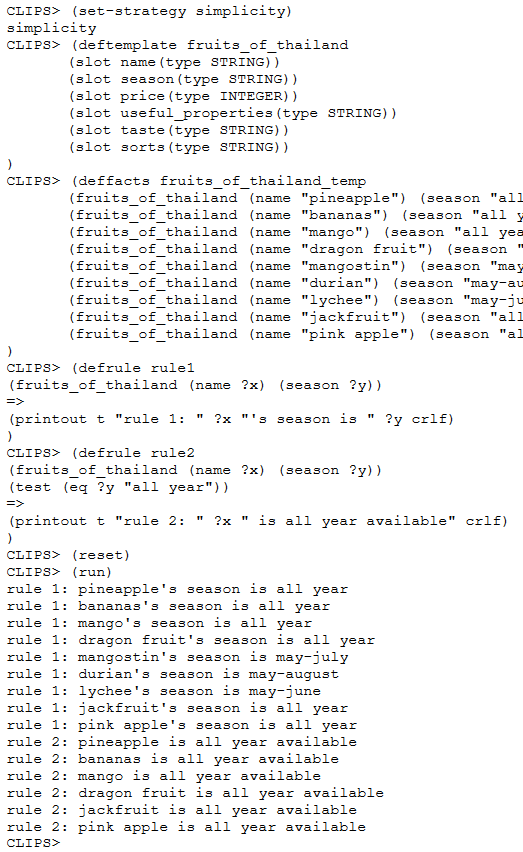 CLIPS> (set-strategy simplicity)
simplicity
CLIPS> (deftemplate fruits_of_thailand
(slot name(type STRING))
(slot season(type STRING))
(slot price(type INTEGER))
(slot useful_properties(type STRING))
(slot taste(type STRING))
(slot sorts(type STRING))
)
CLIPS> (deffacts fruits_of_thailand_temp
(fruits_of_thailand (name "pineapple") (season "all
(fruits_of_thailand (name "bananas") (season "all y
(fruits_of_thailand (name "mango") (season "all yea
(fruits_of_thailand (name "dragon fruit") (season "
(fruits_of_thailand (name "mangostin") (season "may
(fruits_of_thailand (name "durian") (season "may-au
(fruits_of_thailand (name "lychee") (season "may-ju
(fruits_of_thailand (name "jackfruit") (season "all
(fruits_of_thailand (name "pink apple") (season "al
)
CLIPS> (defrule rule1
(fruits_of_thailand (name ?x) (season ?y))
=>
(printout t "rule 1: " ?x "'s season is " ?y crlf)
)
CLIPS> (defrule rule2
(fruits_of_thailand (name ?x) (season ?y))
(test (eq ?y "all year"))
=>
(printout t "rule 2: " ?x " is all year available" crlf)
)
CLIPS> (reset)
CLIPS> (run)
rule 1: pineapple's season is all year
rule 1: bananas's season is all year
rule 1: mango's season is all year
rule 1: dragon fruit's season is all year
rule 1: mangostin's season is may-july
rule 1: durian's season is may-august
rule 1: lychee's season is may-june
rule 1: jackfruit's season is all year
rule 1: pink apple's season is all year
rule 2: pineapple is all year available
rule 2: bananas is all year available
rule 2: mango is all year available
rule 2: dragon fruit is all year available
rule 2: jackfruit is all year available
rule 2: pink apple is all year available
CLIPS>